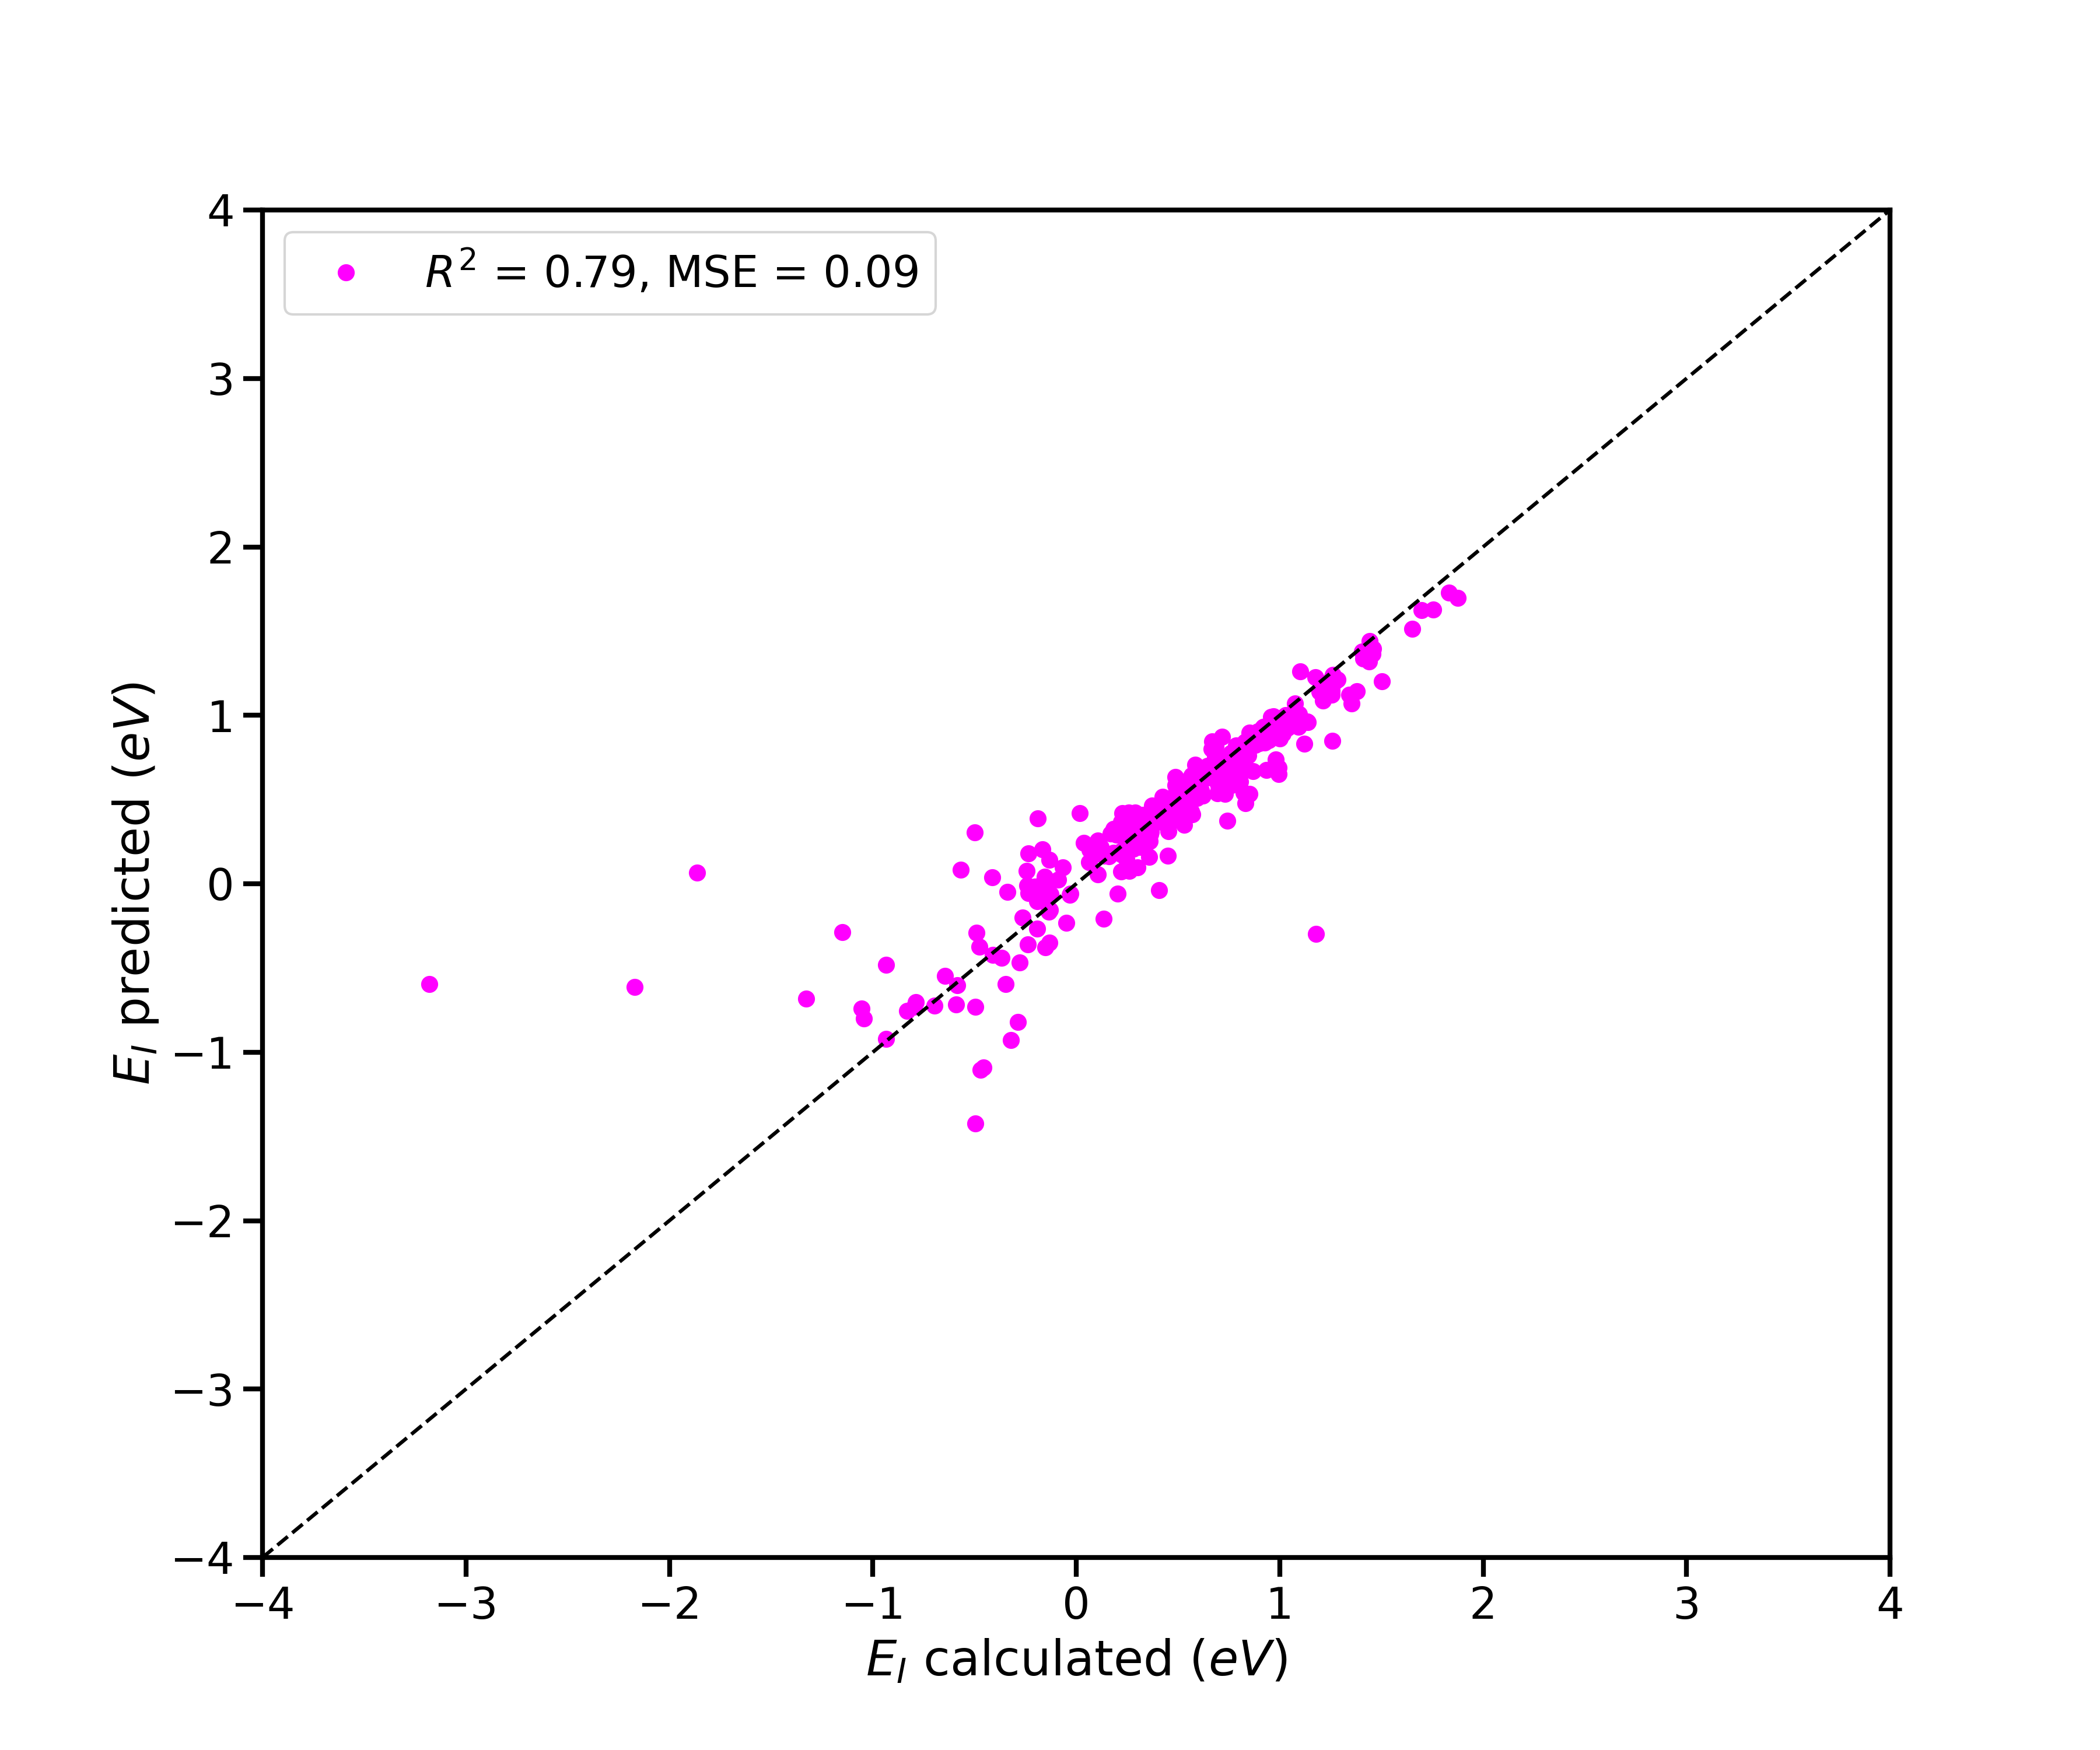 R² = 0.79, MSE = 0.09
E_I predicted (eV)
4
3
2
1
0
−1
−2
−3
−4
−4 −3 −2 −1 0 1 2 3 4
E_I calculated (eV)